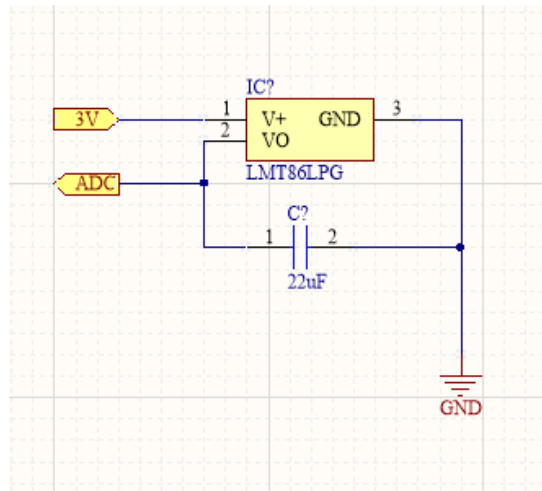 IC?
3V
1
V+
GND
3
2
VO
ADC
LMT86LPG
C?
1
2
22uF
GND